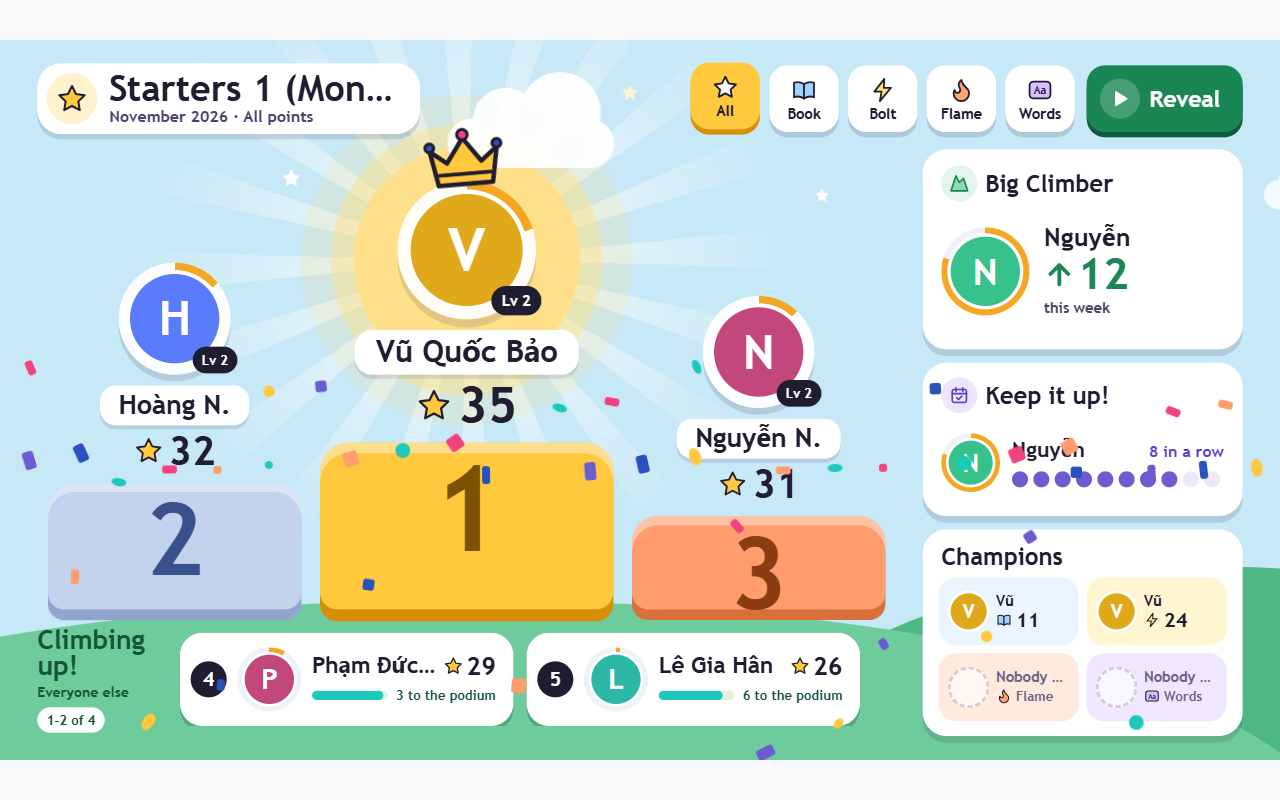 Starters 1 (Mon...
November 2026 · All points
All
Book
Bolt
Flame
Aa
Words
Reveal
V
Lv 2
Vũ Quốc Bảo
35
H
Lv 2
Hoàng N.
32
N
Lv 2
Nguyễn N.
31
1
2
3
Big Climber
N
Nguyễn
12
this week
Keep it up!
N
Nguyễn
8 in a row
Champions
V
Vũ
11
V
Vũ
24
Nobody ...
Flame
Nobody ...
Aa
Words
Climbing
up!
Everyone else
1-2 of 4
4
P
Phạm Đức...
29
3 to the podium
5
L
Lê Gia Hân
26
6 to the podium